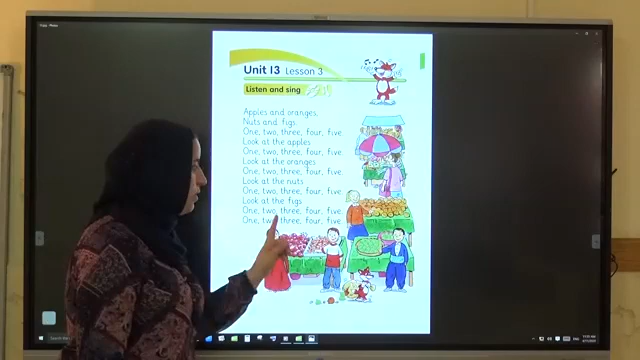 Unit 13 Lesson 3
Listen and sing
Apples and oranges,
Nuts and figs.
One, two, three, four, five
Look at the apples
One, two, three, four, five
Look at the oranges
One, two, three, four, five
Look at the nuts
One, two, three, four, five
Look at the figs
One, two, three, four, five
One, two, three, four, five